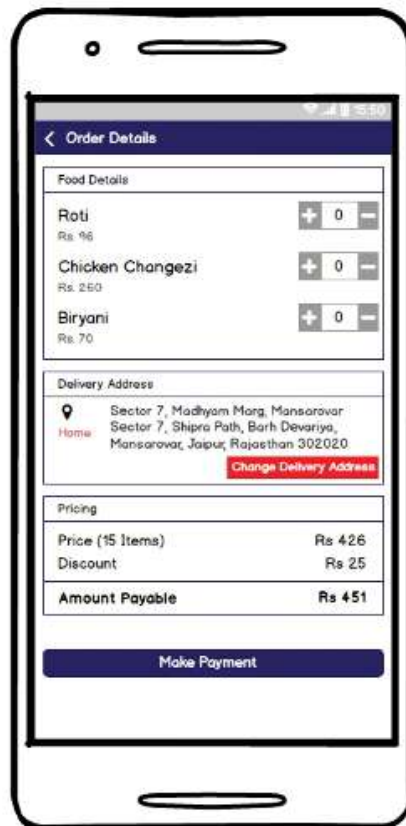 15:50
Order Details
Food Details
Roti
+ 0 −
Rs. 96
Chicken Changezi
+ 0 −
Rs. 260
Biryani
+ 0 −
Rs. 70
Delivery Address
Home
Sector 7, Madhyam Marg, Mansarovar
Sector 7, Shipra Path, Barh Devariya,
Mansarovar, Jaipur, Rajasthan 302020
Change Delivery Address
Pricing
Price (15 Items) Rs 426
Discount Rs 25
Amount Payable Rs 451
Make Payment